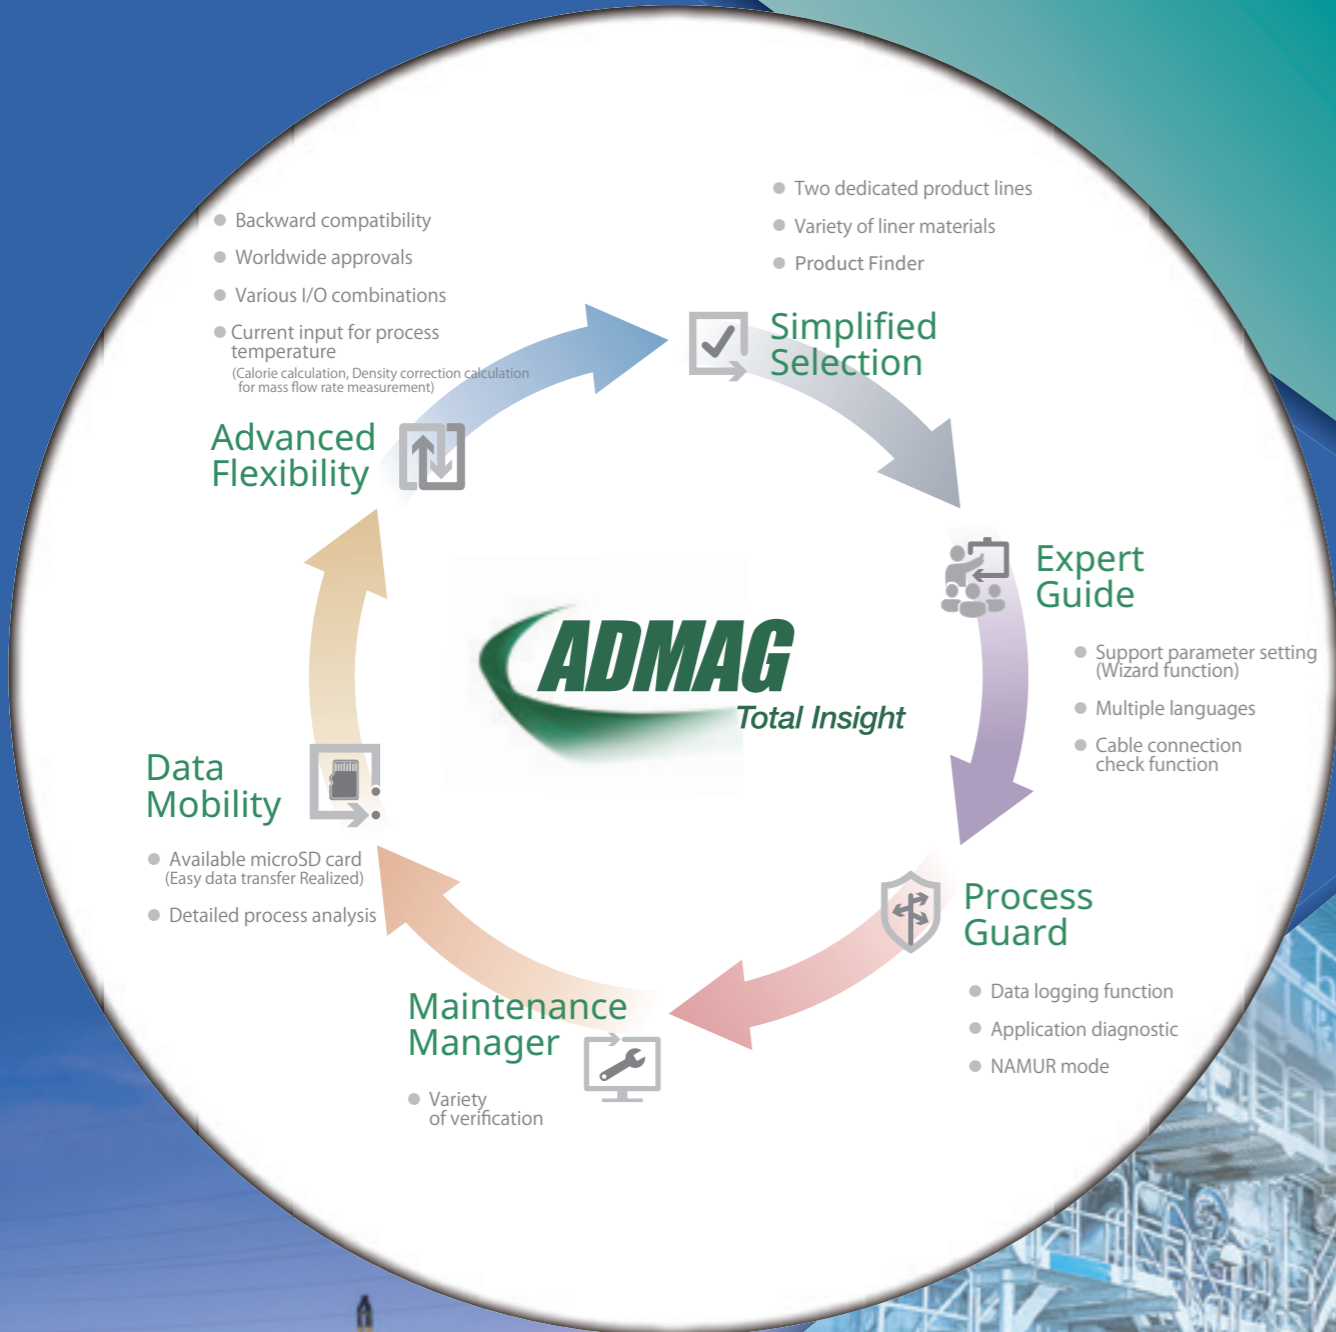 Two dedicated product lines
Variety of liner materials
Product Finder
Simplified
Selection
Backward compatibility
Worldwide approvals
Various I/O combinations
Current input for process
temperature
(Calorie calculation, Density correction calculation
for mass flow rate measurement)
Advanced
Flexibility
Expert
Guide
Support parameter setting
(Wizard function)
Multiple languages
Cable connection
check function
ADMAG
Total Insight
Data
Mobility
Available microSD card
(Easy data transfer Realized)
Detailed process analysis
Process
Guard
Data logging function
Application diagnostic
NAMUR mode
Maintenance
Manager
Variety
of verification